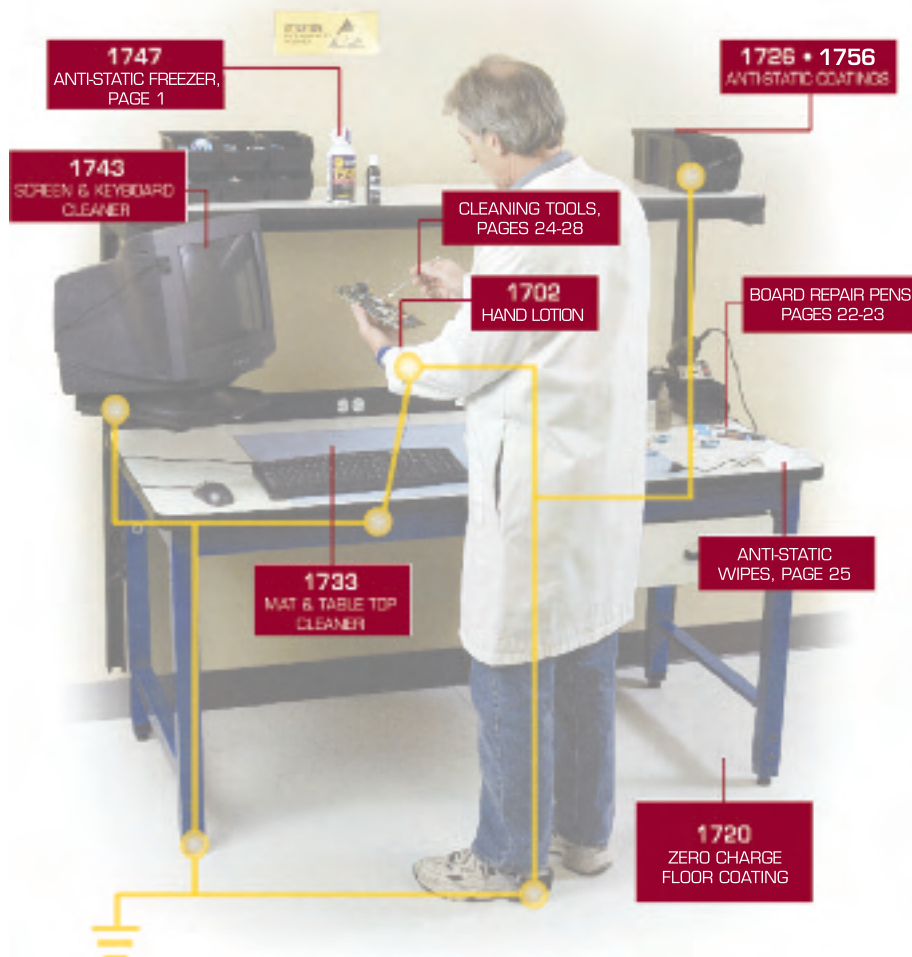 1747
ANTI-STATIC FREEZER,
PAGE 1
1726 • 1756
ANTI-STATIC COATINGS
1743
SCREEN & KEYBOARD
CLEANER
CLEANING TOOLS,
PAGES 24-28
1702
HAND LOTION
BOARD REPAIR PENS
PAGES 22-23
ANTI-STATIC
WIPES, PAGE 25
1733
MAT & TABLE TOP
CLEANER
1720
ZERO CHARGE
FLOOR COATING